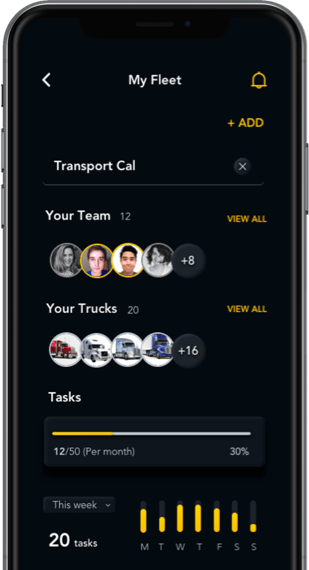 My Fleet
+ ADD
Transport Cal
Your Team 12 VIEW ALL
+8
Your Trucks 20 VIEW ALL
+16
Tasks
12/50 (Per month) 30%
This week
20 tasks
M T W T F S S